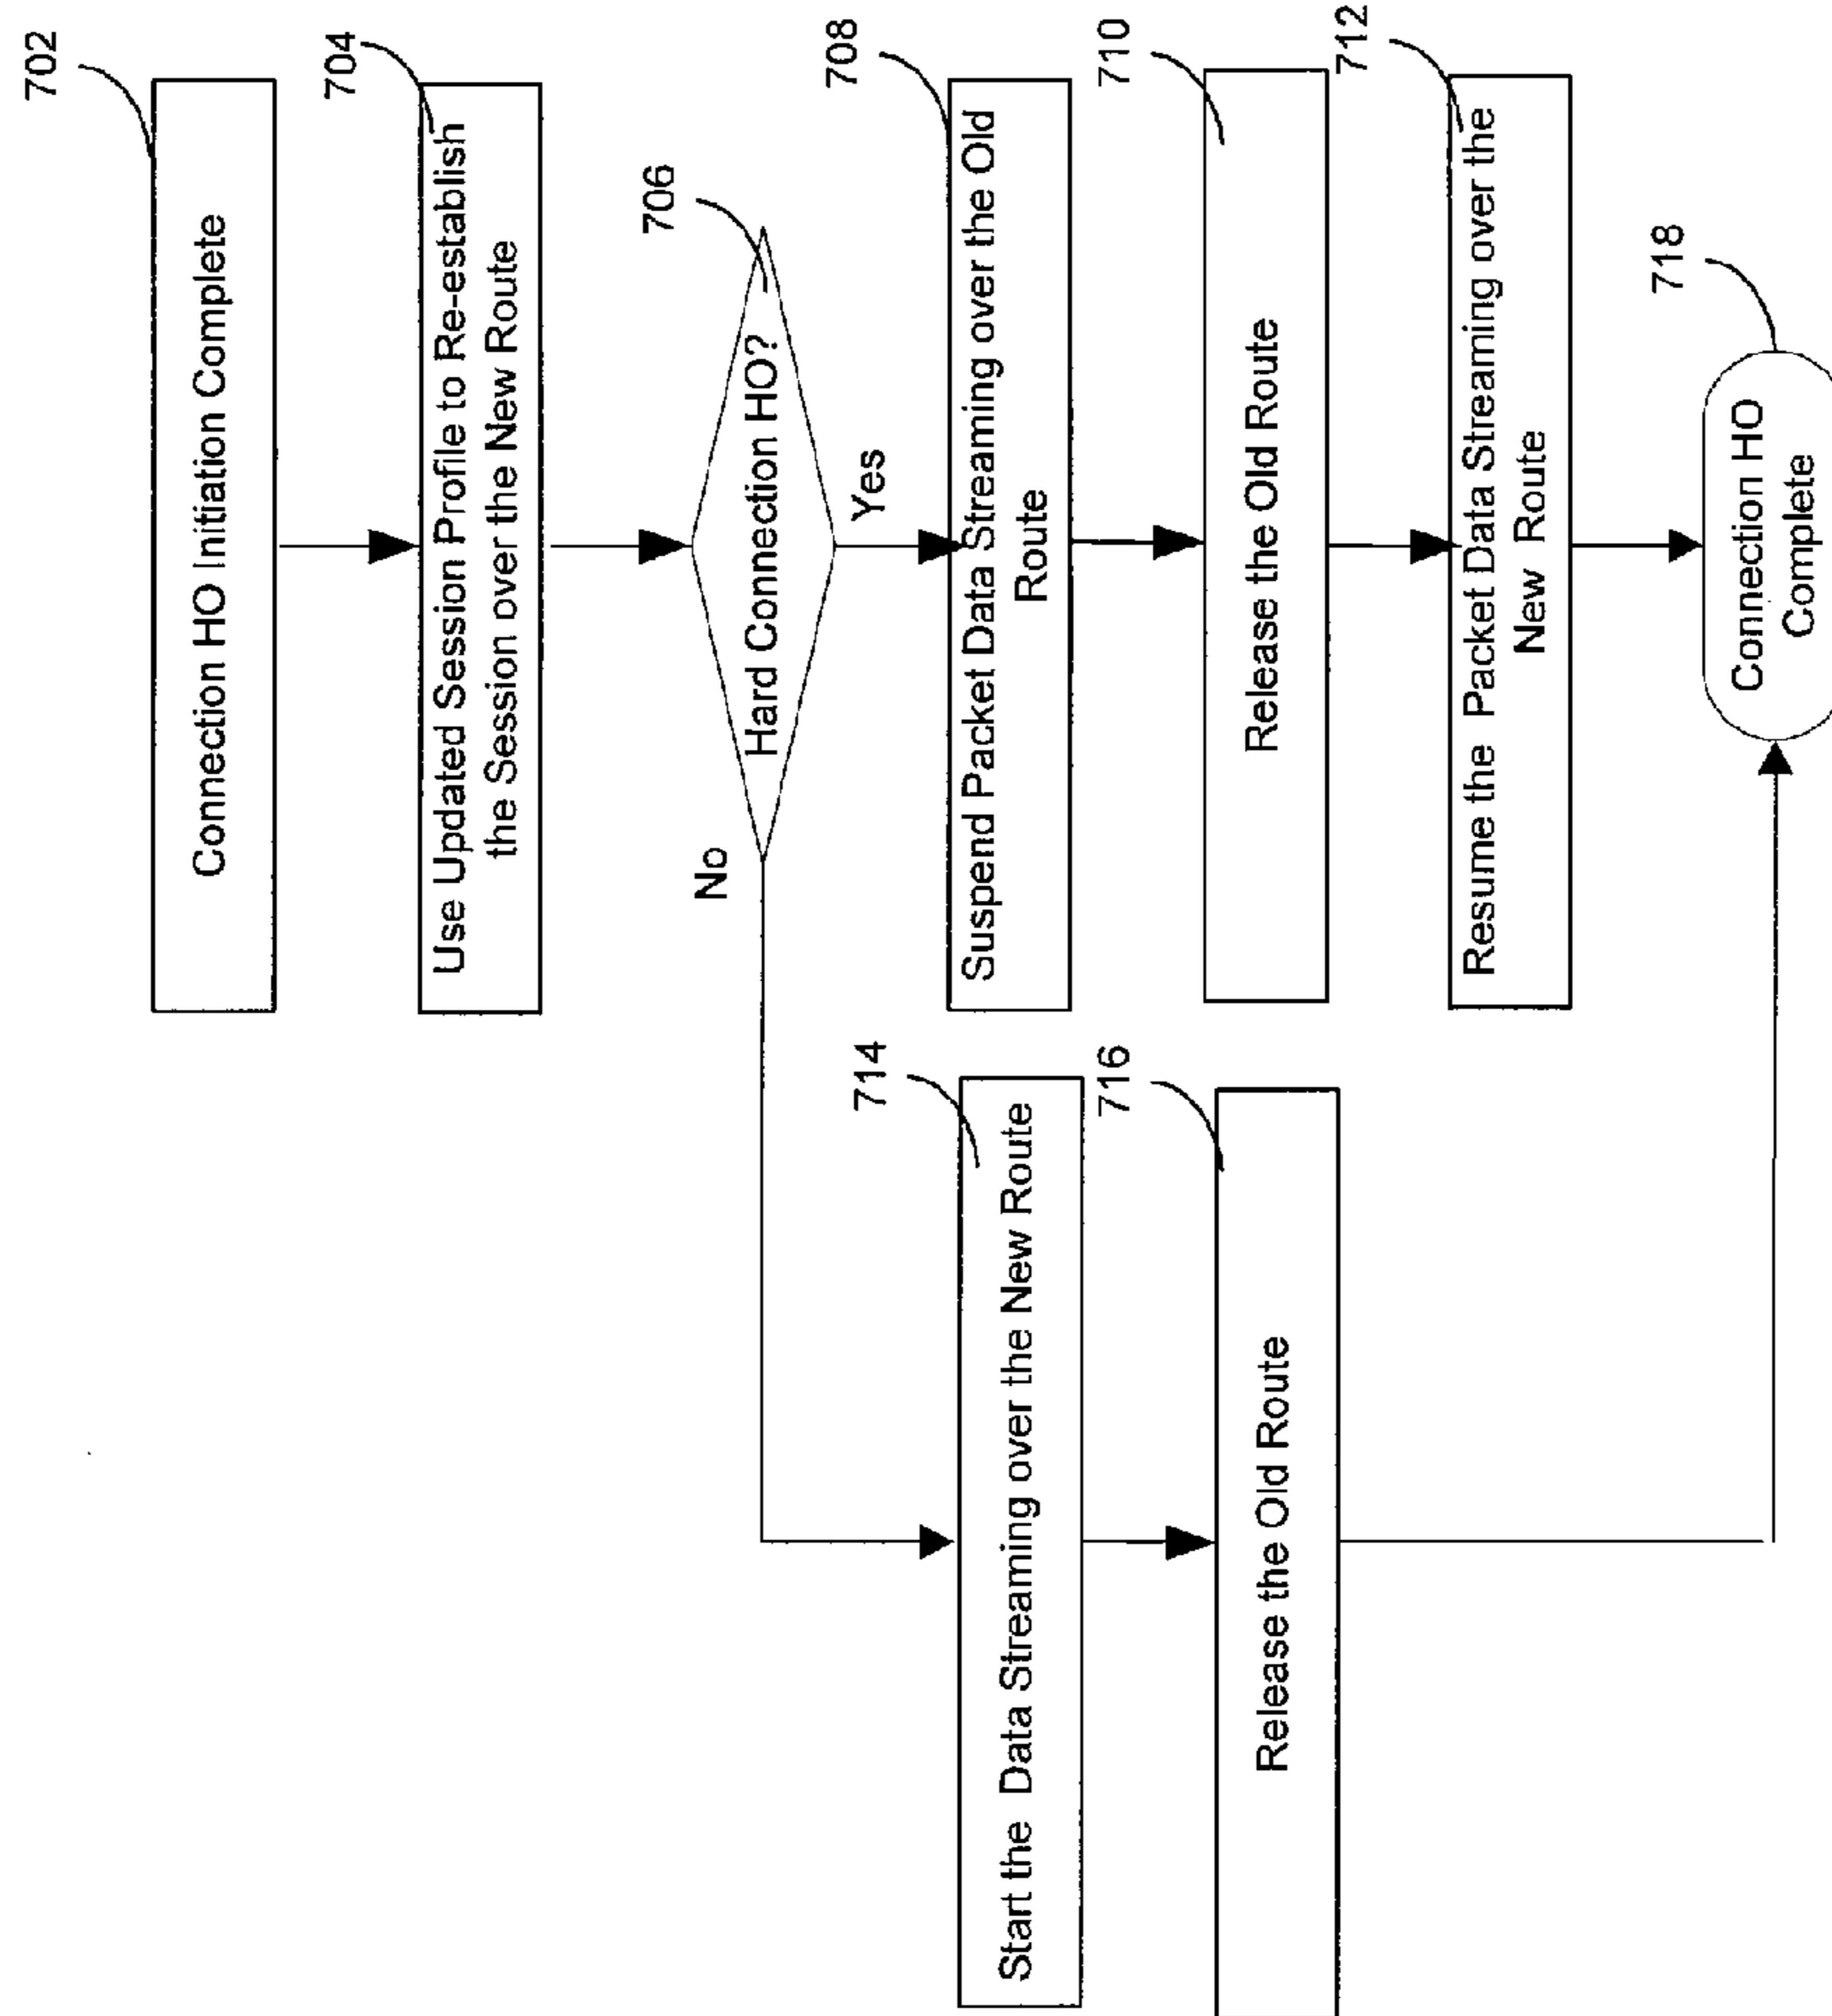 702
Connection HO Initiation Complete
704
Use Updated Session Profile to Re-establish
the Session over the New Route
706
Hard Connection HO?
No
Yes
708
Suspend Packet Data Streaming over the Old
Route
710
Release the Old Route
712
Resume the Packet Data Streaming over the
New Route
714
Start the Data Streaming over the New Route
716
Release the Old Route
718
Connection HO
Complete